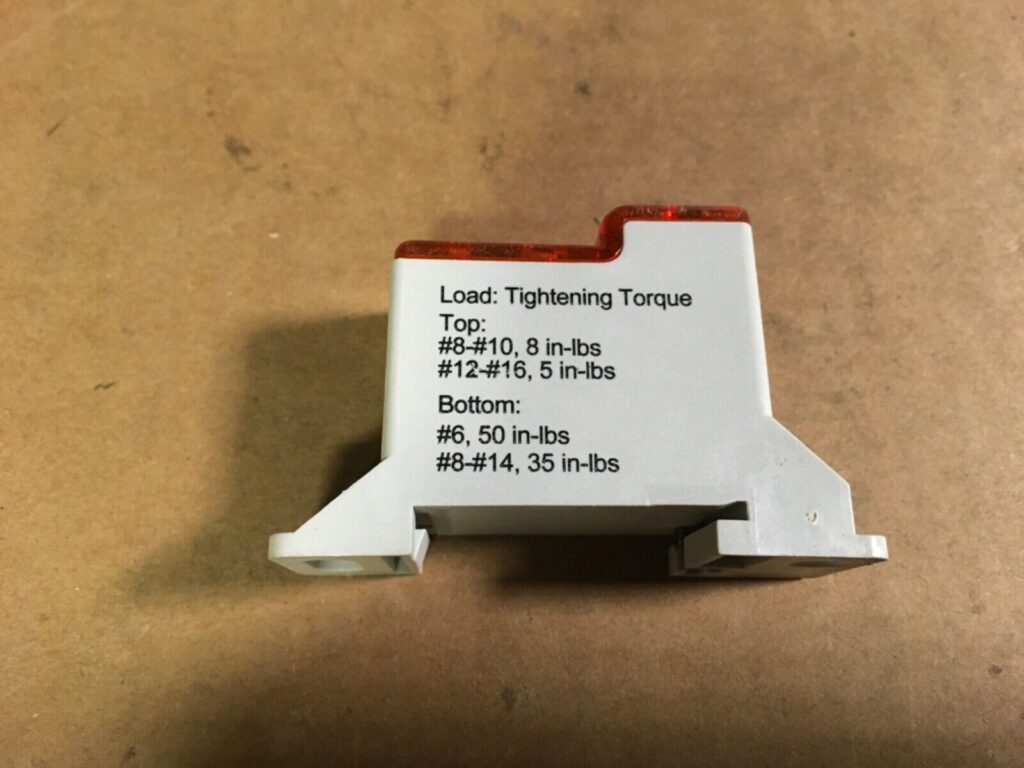 Load: Tightening Torque
Top:
#8-#10, 8 in-lbs
#12-#16, 5 in-lbs
Bottom:
#6, 50 in-lbs
#8-#14, 35 in-lbs